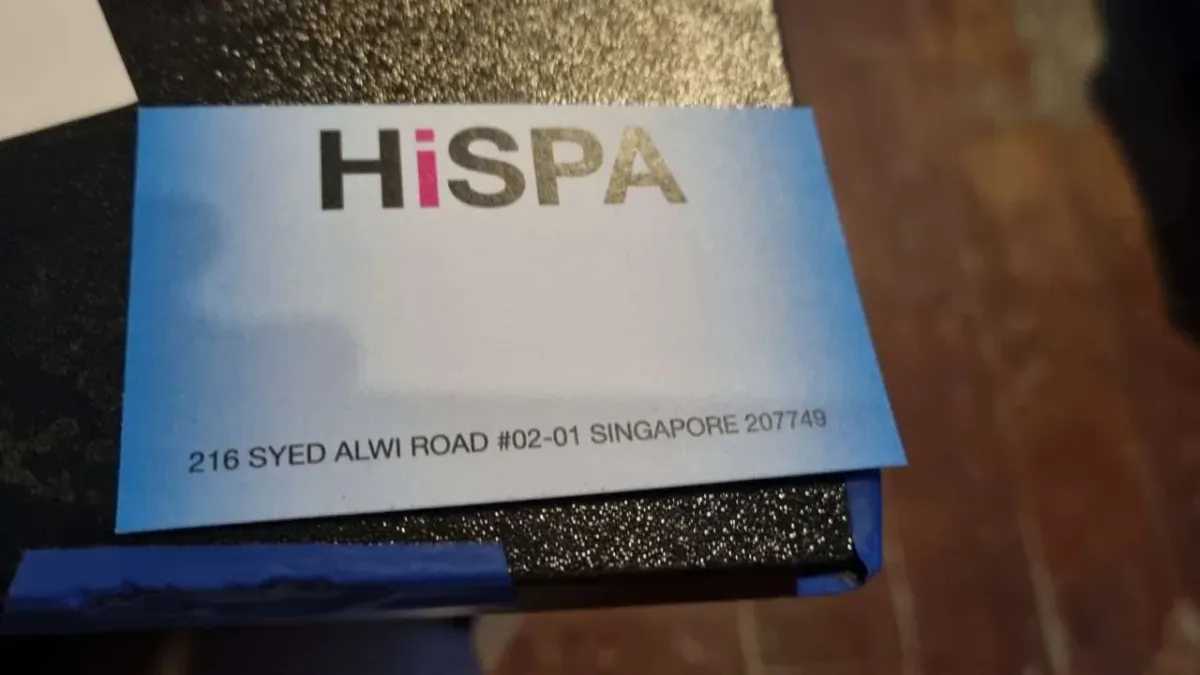 HiSPA
216 SYED ALWI ROAD #02-01 SINGAPORE 207749